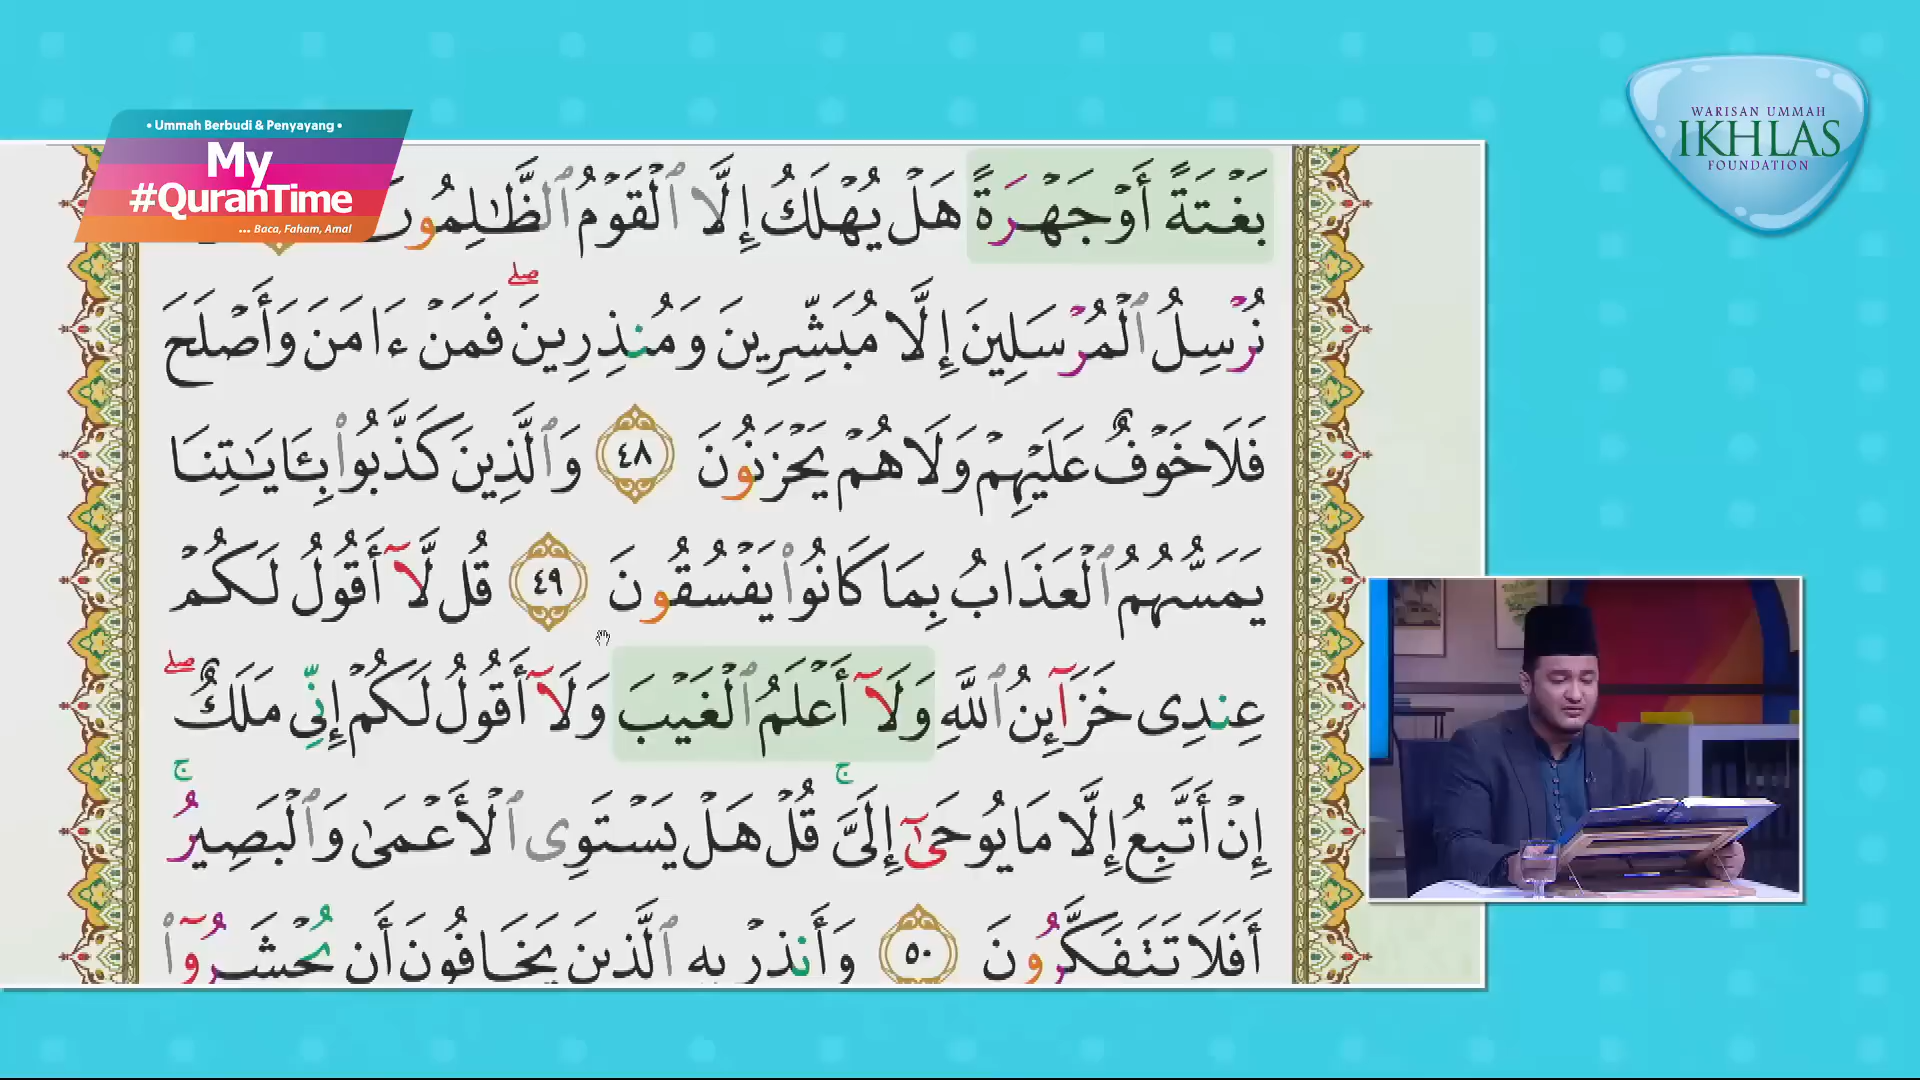 • Ummah Berbudi & Penyayang •
My
#QuranTime
... Baca, Faham, Amal
WARISAN UMMAH
IKHLAS
FOUNDATION
بَغْتَةً أَوْ جَهْرَةً هَلْ يُهْلَكُ إِلَّا ٱلْقَوْمُ ٱلظَّـٰلِمُونَ
نُرْسِلُ ٱلْمُرْسَلِينَ إِلَّا مُبَشِّرِينَ وَمُنذِرِينَ ۖ فَمَنْ ءَامَنَ وَأَصْلَحَ
فَلَا خَوْفٌ عَلَيْهِمْ وَلَا هُمْ يَحْزَنُونَ ٤٨ وَٱلَّذِينَ كَذَّبُوا۟ بِـَٔايَـٰتِنَا
يَمَسُّهُمُ ٱلْعَذَابُ بِمَا كَانُوا۟ يَفْسُقُونَ ٤٩ قُل لَّآ أَقُولُ لَكُمْ
عِندِى خَزَآئِنُ ٱللَّهِ وَلَآ أَعْلَمُ ٱلْغَيْبَ وَلَآ أَقُولُ لَكُمْ إِنِّى مَلَكٌ ۖ
إِنْ أَتَّبِعُ إِلَّا مَا يُوحَىٰٓ إِلَىَّ ۚ قُلْ هَلْ يَسْتَوِى ٱلْأَعْمَىٰ وَٱلْبَصِيرُ ۚ
أَفَلَا تَتَفَكَّرُونَ ٥٠ وَأَنذِرْ بِهِ ٱلَّذِينَ يَخَافُونَ أَن يُحْشَرُوٓا۟